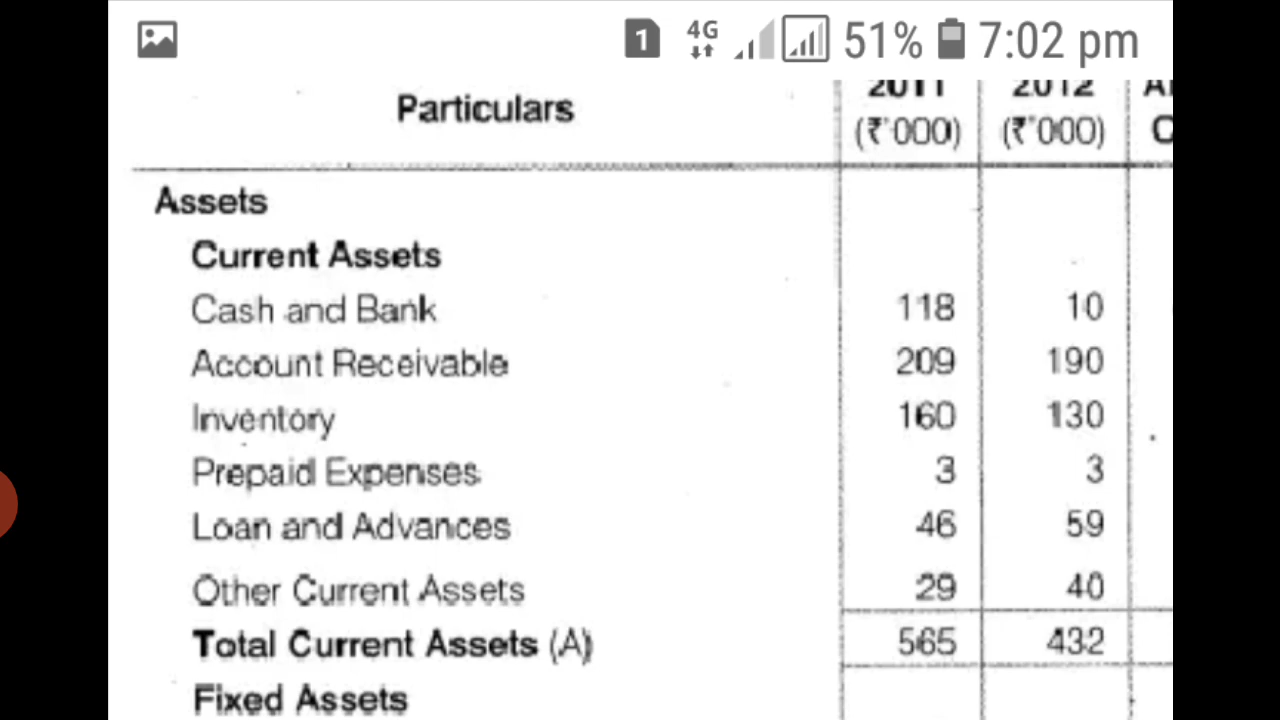 1 4G 51% 7:02 pm
Particulars 2011 2012
(₹'000) (₹'000)
Assets
Current Assets
Cash and Bank 118 10
Account Receivable 209 190
Inventory 160 130
Prepaid Expenses 3 3
Loan and Advances 46 59
Other Current Assets 29 40
Total Current Assets (A) 565 432
Fixed Assets